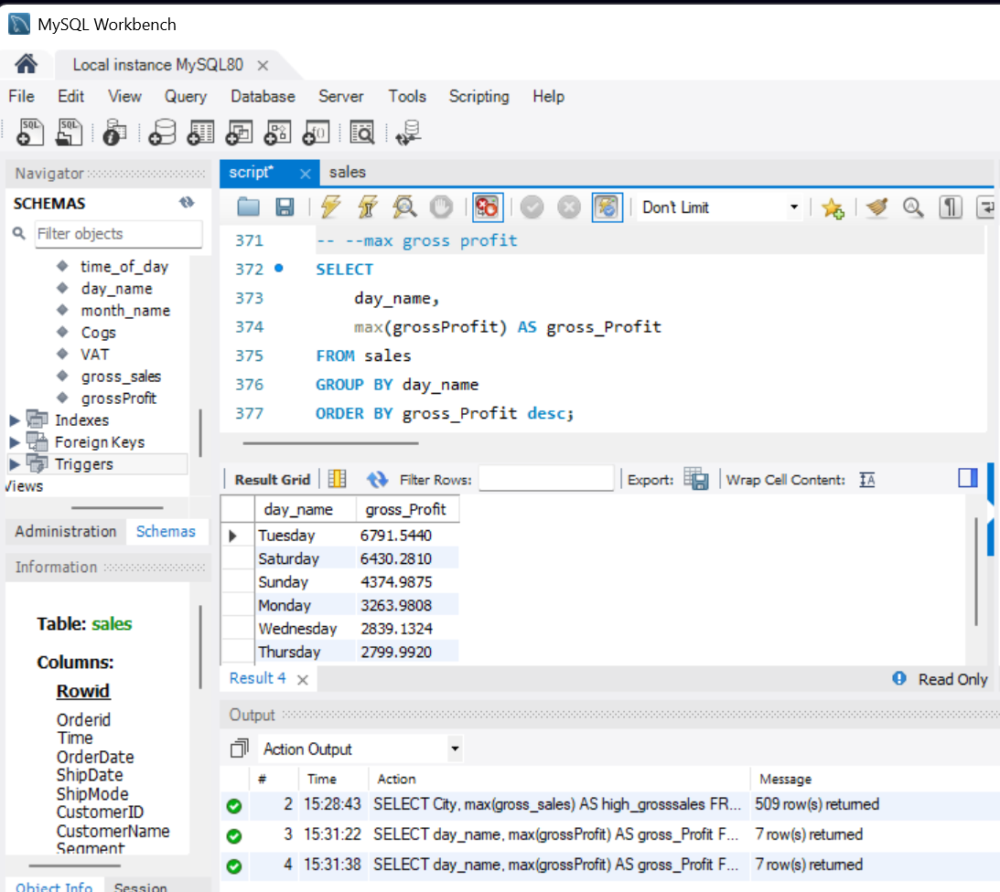 MySQL Workbench
Local instance MySQL80
File Edit View Query Database Server Tools Scripting Help
Navigator
SCHEMAS
Filter objects
time_of_day
day_name
month_name
Cogs
VAT
gross_sales
grossProfit
Indexes
Foreign Keys
Triggers
Views
Administration Schemas
Information
Table: sales
Columns:
Rowid
Orderid
Time
OrderDate
ShipDate
ShipMode
CustomerID
CustomerName
Segment
Object Info Session
script* sales
Don't Limit
371 -- --max gross profit
372 SELECT
373 day_name,
374 max(grossProfit) AS gross_Profit
375 FROM sales
376 GROUP BY day_name
377 ORDER BY gross_Profit desc;
Result Grid Filter Rows: Export: Wrap Cell Content: IA
day_name gross_Profit
Tuesday 6791.5440
Saturday 6430.2810
Sunday 4374.9875
Monday 3263.9808
Wednesday 2839.1324
Thursday 2799.9920
Result 4 Read Only
Output
Action Output
# Time Action Message
2 15:28:43 SELECT City, max(gross_sales) AS high_grosssales FR... 509 row(s) returned
3 15:31:22 SELECT day_name, max(grossProfit) AS gross_Profit F... 7 row(s) returned
4 15:31:38 SELECT day_name, max(grossProfit) AS gross_Profit F... 7 row(s) returned